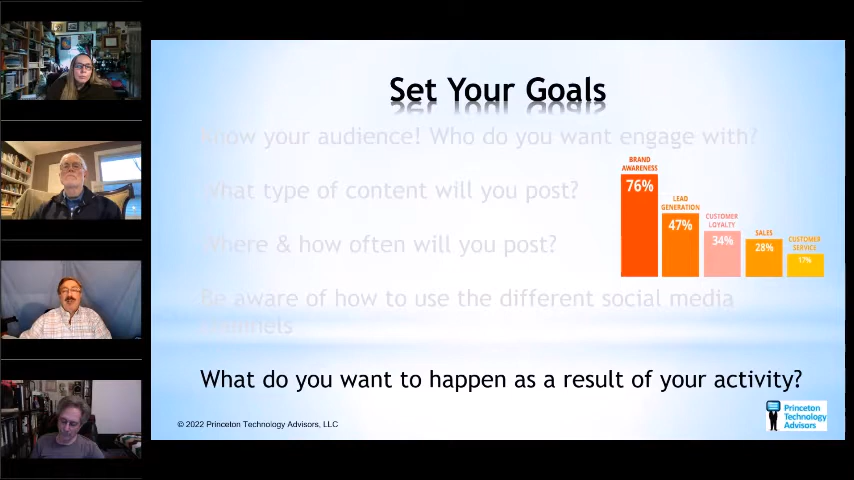 Set Your Goals
Know your audience! Who do you want engage with?
What type of content will you post?
Where & how often will you post?
Be aware of how to use the different social media
channels
What do you want to happen as a result of your activity?
BRAND
AWARENESS
76%
LEAD
GENERATION
47%
CUSTOMER
LOYALTY
34%
SALES
28%
CUSTOMER
SERVICE
17%
© 2022 Princeton Technology Advisors, LLC
Princeton
Technology
Advisors